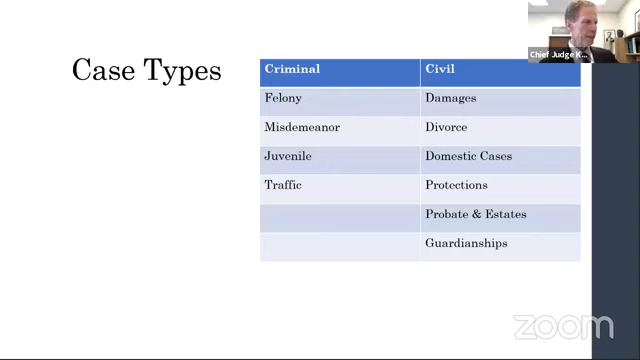 Chief Judge K...
Case Types
Criminal Civil
Felony Damages
Misdemeanor Divorce
Juvenile Domestic Cases
Traffic Protections
Probate & Estates
Guardianships
zoom